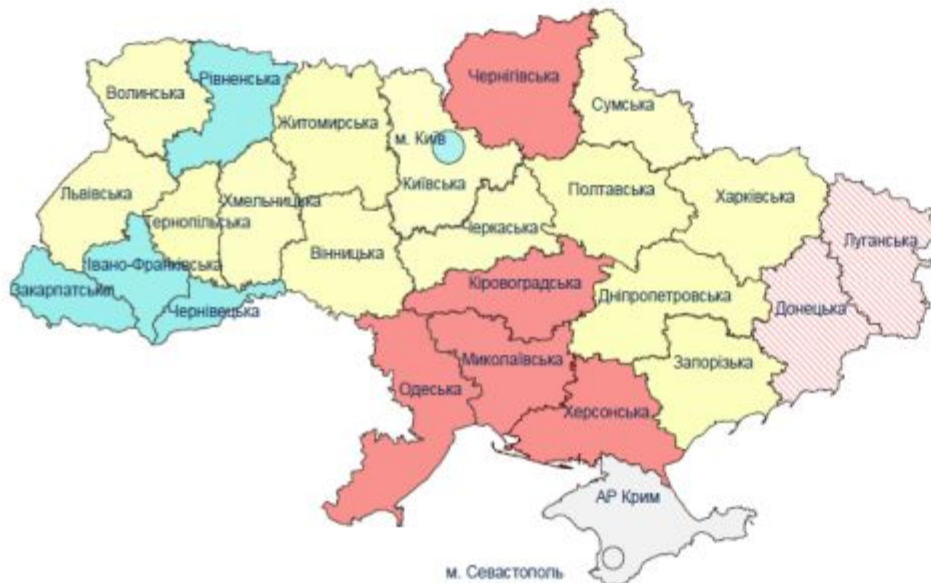 Чернігівська
Рівненська
Волинська
Сумська
Житомирська
м. Київ
Київська
Львівська
Хмельницька
Тернопільська
Полтавська
Харківська
Черкаська
Луганська
Вінницька
Івано-Франківська
Закарпатська
Чернівецька
Кіровоградська
Дніпропетровська
Донецька
Миколаївська
Запорізька
Одеська
Херсонська
АР Крим
м. Севастополь